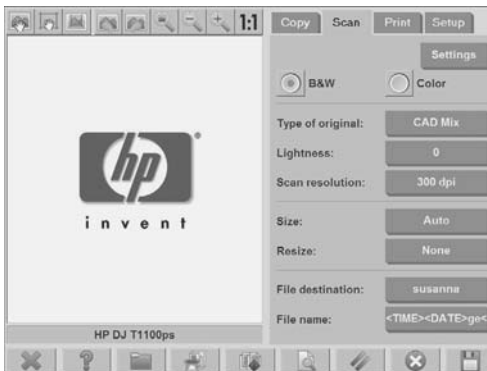 1:1
Copy Scan Print Setup
Settings
B&W Color
Type of original: CAD Mix
Lightness: 0
Scan resolution: 300 dpi
Size: Auto
Resize: None
File destination: susanna
File name: <TIME><DATE>ge<
hp
invent
HP DJ T1100ps
?